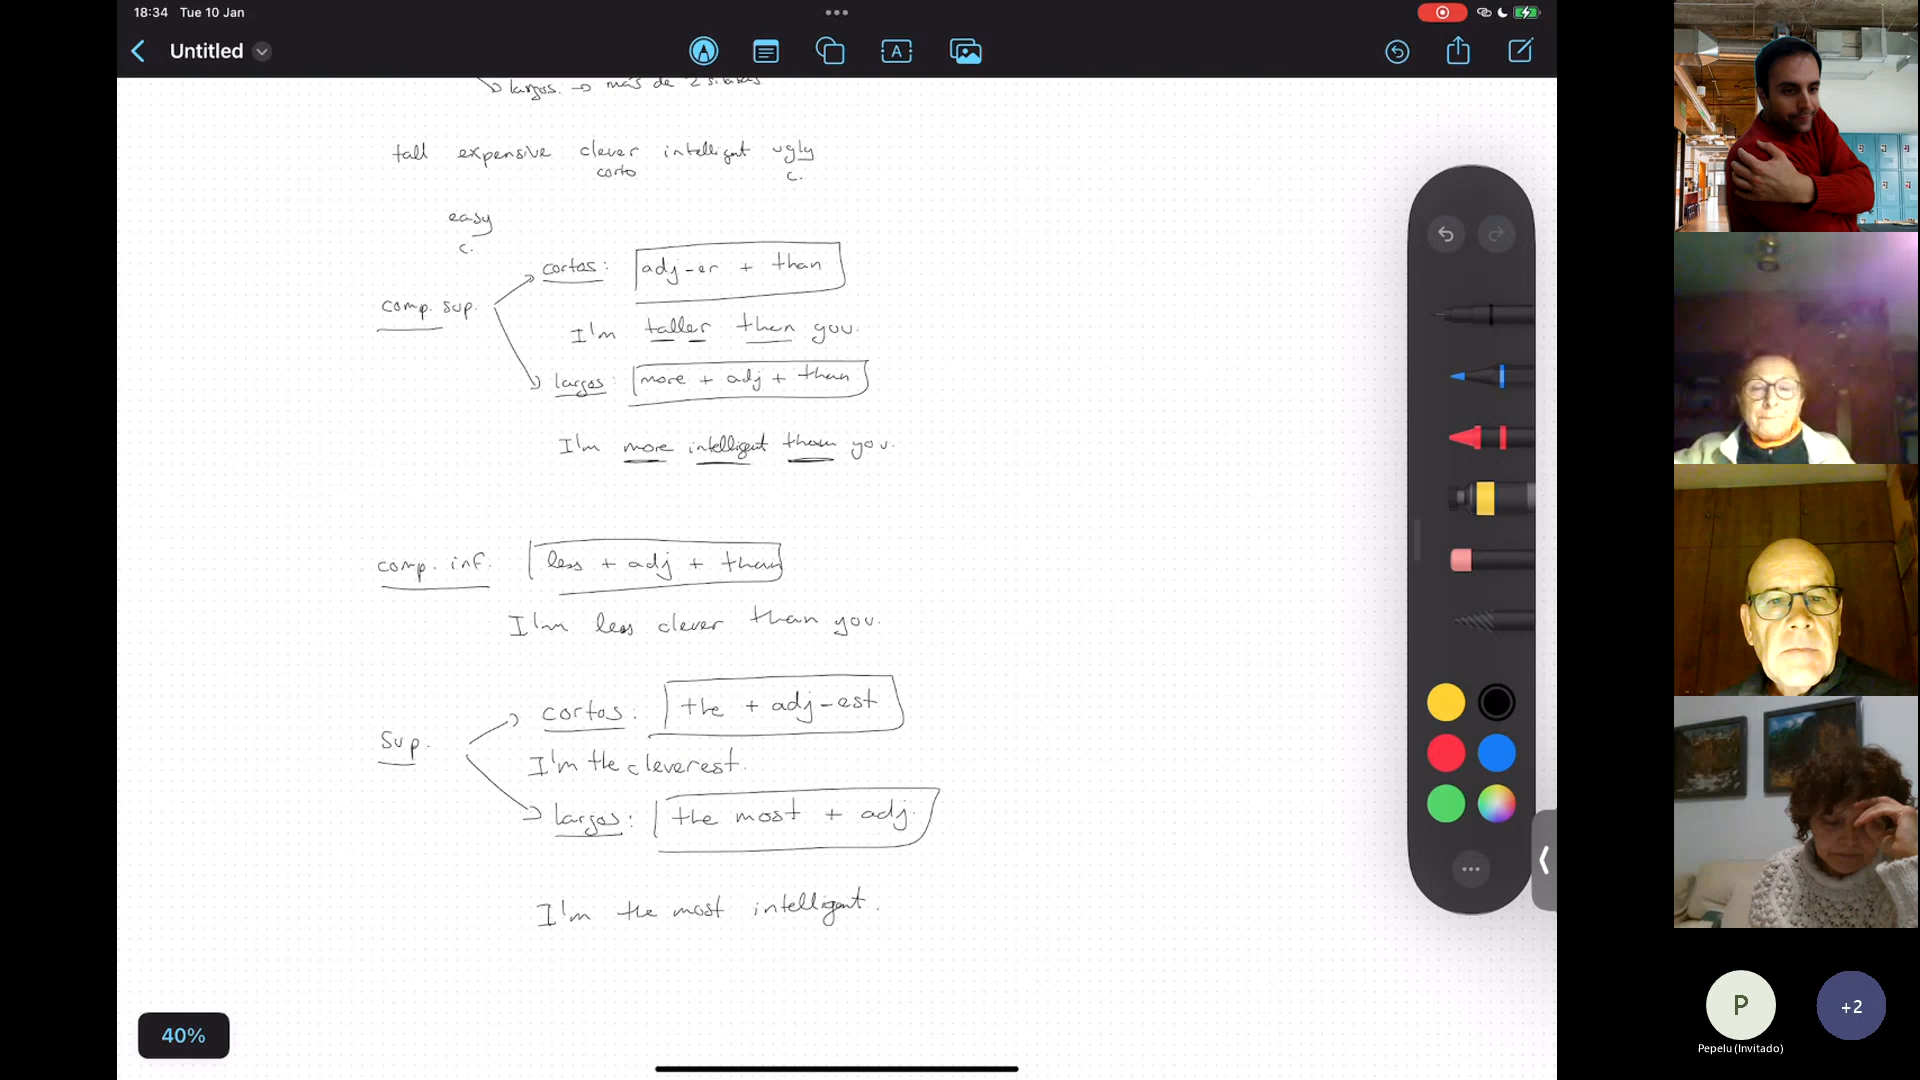 18:34 Tue 10 Jan
Untitled
A
largos. → más de 2 sílabas
tall expensive clever intelligent ugly
corto c.
easy
c.
cortos: adj-er + than
comp. sup.
I'm taller than you.
largos: more + adj + than
I'm more intelligent than you.
comp. inf. less + adj + than
I'm less clever than you.
cortos: the + adj-est
Sup.
I'm the cleverest.
largos: the most + adj.
I'm the most intelligent.
40%
P
+2
Pepelu (Invitado)